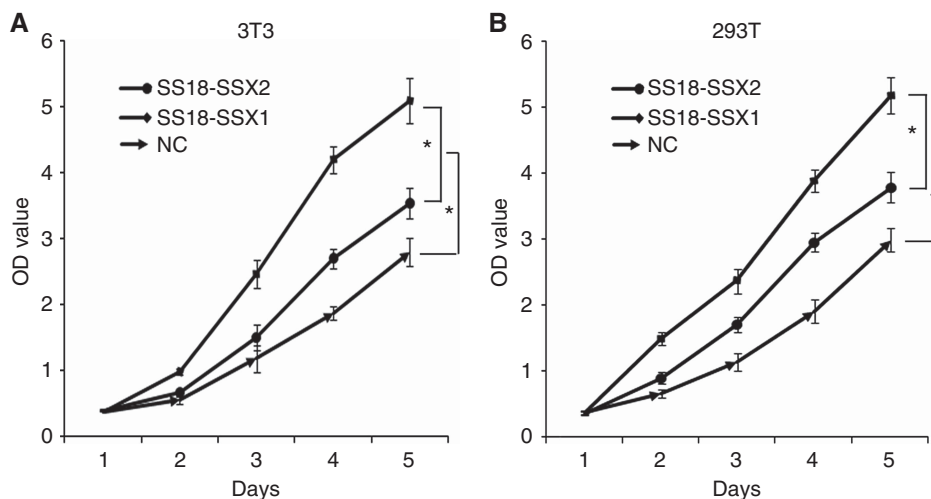 A
3T3
6
5
4
3
2
1
0
OD value
SS18-SSX2
SS18-SSX1
NC
*
*
1 2 3 4 5
Days
B
293T
6
5
4
3
2
1
0
OD value
SS18-SSX2
SS18-SSX1
NC
*
1 2 3 4 5
Days